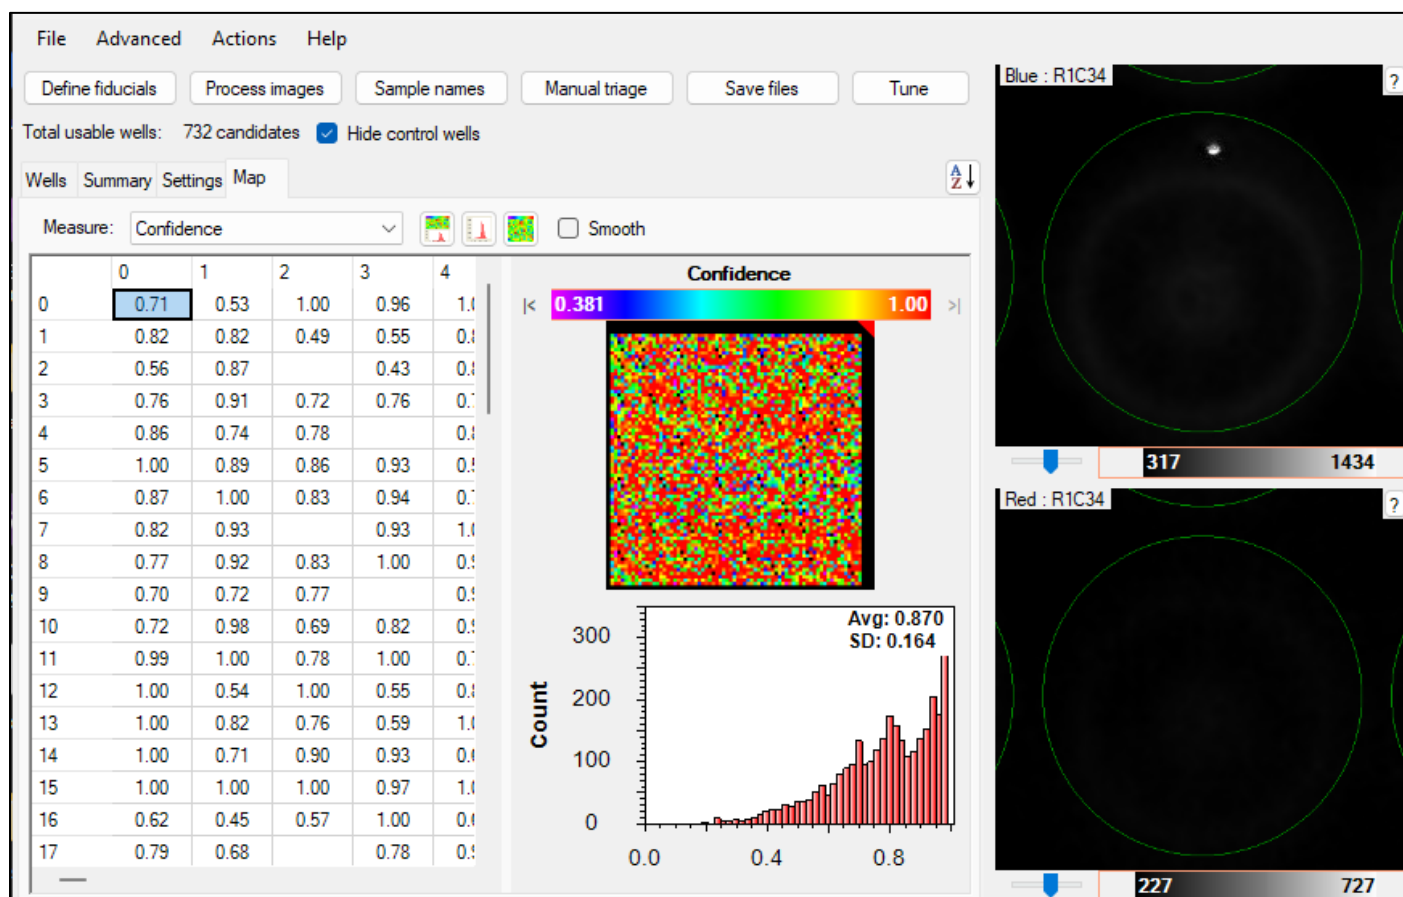 File Advanced Actions Help
Define fiducials Process images Sample names Manual triage Save files Tune
Total usable wells: 732 candidates Hide control wells
Wells Summary Settings Map
A Z
Measure: Confidence Smooth
0 1 2 3 4
0 0.71 0.53 1.00 0.96
1 0.82 0.82 0.49 0.55
2 0.56 0.87 0.43
3 0.76 0.91 0.72 0.76
4 0.86 0.74 0.78
5 1.00 0.89 0.86 0.93
6 0.87 1.00 0.83 0.94
7 0.82 0.93 0.93
8 0.77 0.92 0.83 1.00
9 0.70 0.72 0.77
10 0.72 0.98 0.69 0.82
11 0.99 1.00 0.78 1.00
12 1.00 0.54 1.00 0.55
13 1.00 0.82 0.76 0.59
14 1.00 0.71 0.90 0.93
15 1.00 1.00 1.00 0.97
16 0.62 0.45 0.57 1.00
17 0.79 0.68 0.78
Confidence
|< 0.381 1.00 >|
Avg: 0.870
SD: 0.164
300
200
100
0
Count
0.0 0.4 0.8
Blue : R1C34 ?
317 1434
Red : R1C34 ?
227 727